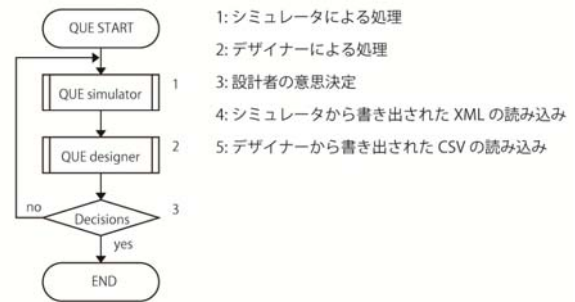 QUE START
QUE simulator
1
QUE designer
2
Decisions
3
no
yes
END
1: シミュレータによる処理
2: デザイナーによる処理
3: 設計者の意思決定
4: シミュレータから書き出された XML の読み込み
5: デザイナーから書き出された CSV の読み込み